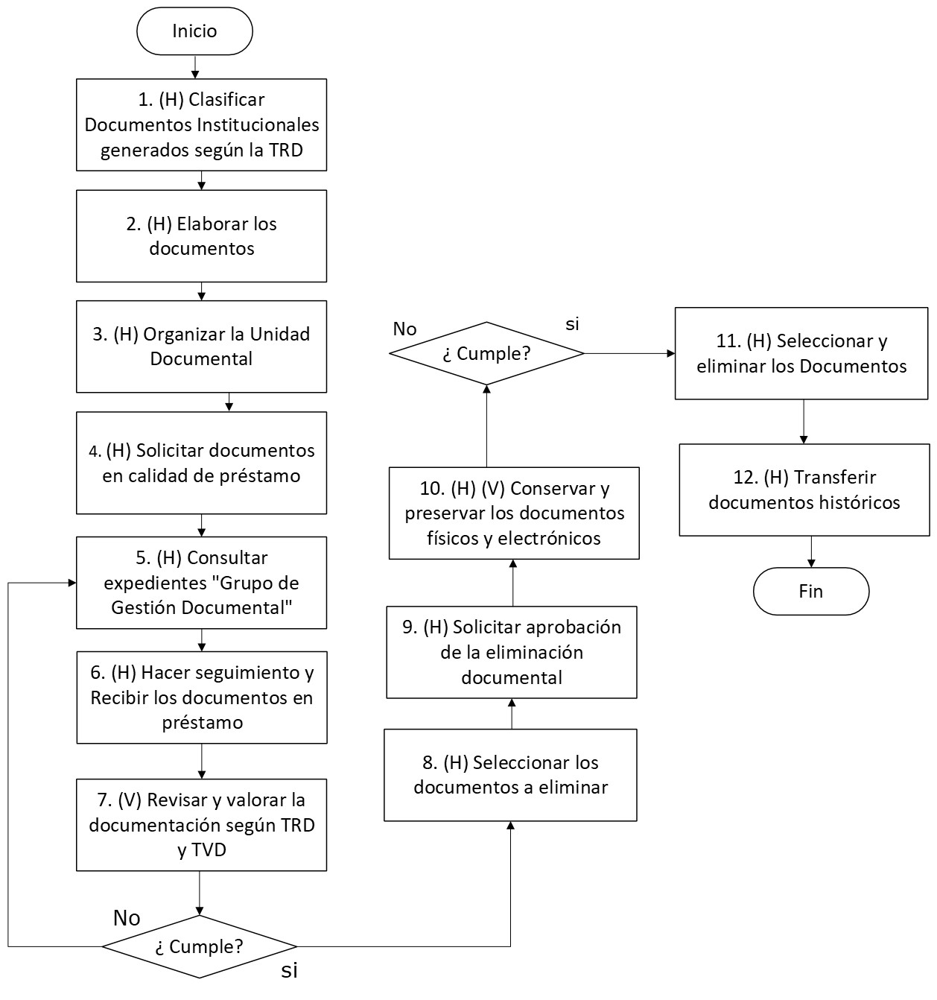 Inicio
1. (H) Clasificar
Documentos Institucionales
generados según la TRD
2. (H) Elaborar los
documentos
3. (H) Organizar la Unidad
Documental
4. (H) Solicitar documentos
en calidad de préstamo
5. (H) Consultar
expedientes "Grupo de
Gestión Documental"
6. (H) Hacer seguimiento y
Recibir los documentos en
préstamo
7. (V) Revisar y valorar la
documentación según TRD
y TVD
No
¿ Cumple?
si
8. (H) Seleccionar los
documentos a eliminar
9. (H) Solicitar aprobación
de la eliminación
documental
10. (H) (V) Conservar y
preservar los documentos
físicos y electrónicos
No
¿ Cumple?
si
11. (H) Seleccionar y
eliminar los Documentos
12. (H) Transferir
documentos históricos
Fin